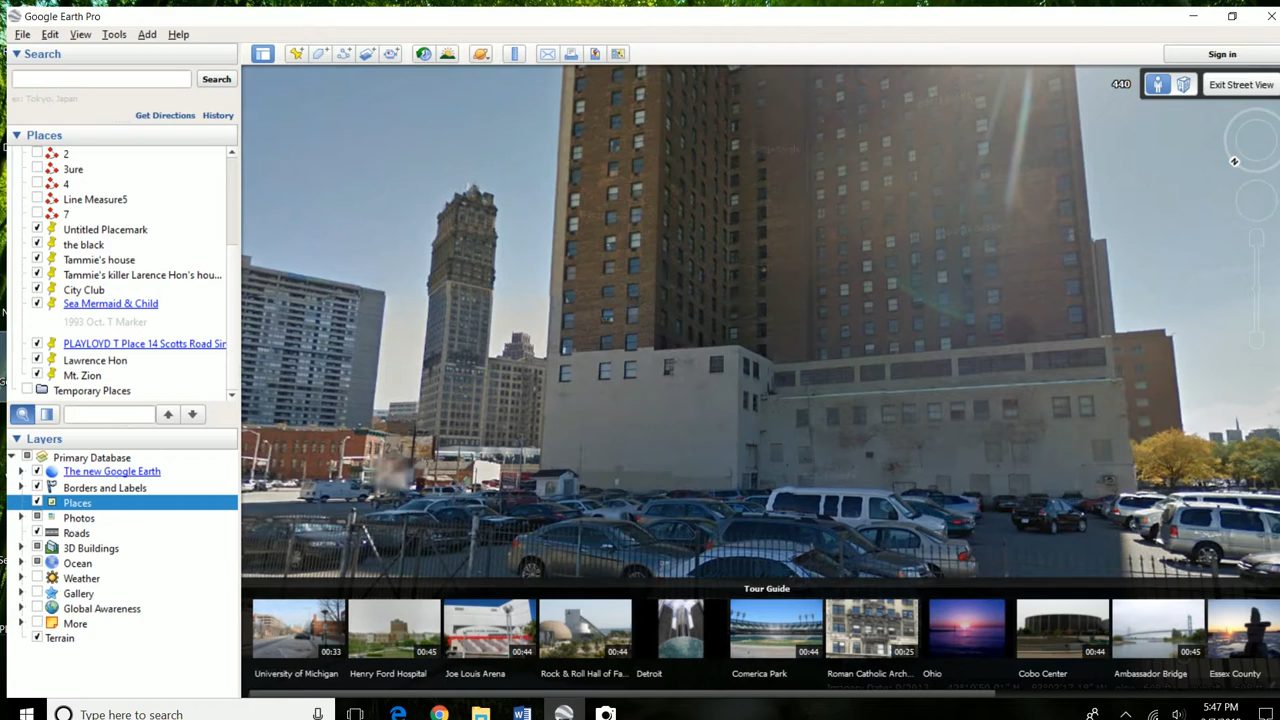 Google Earth Pro
File Edit View Tools Add Help
Search
Sign in
Search
ex: Tokyo, Japan
440
Exit Street View
Get Directions History
Places
2
3ure
4
Line Measure5
7
Untitled Placemark
the black
Tammie's house
Tammie's killer Larence Hon's hou...
City Club
Sea Mermaid & Child
1993 Oct. T Marker
PLAYLOYD T Place 14 Scotts Road Sin
Lawrence Hon
Mt. Zion
Temporary Places
Layers
Primary Database
The new Google Earth
Borders and Labels
Places
Photos
Roads
3D Buildings
Ocean
Weather
Gallery
Global Awareness
More
Terrain
Tour Guide
00:33 00:45 00:44 00:44 00:44 00:25 00:44 00:45
University of Michigan Henry Ford Hospital Joe Louis Arena Rock & Roll Hall of Fa... Detroit Comerica Park Roman Catholic Arch... Ohio Cobo Center Ambassador Bridge Essex County
Type here to search
5:47 PM